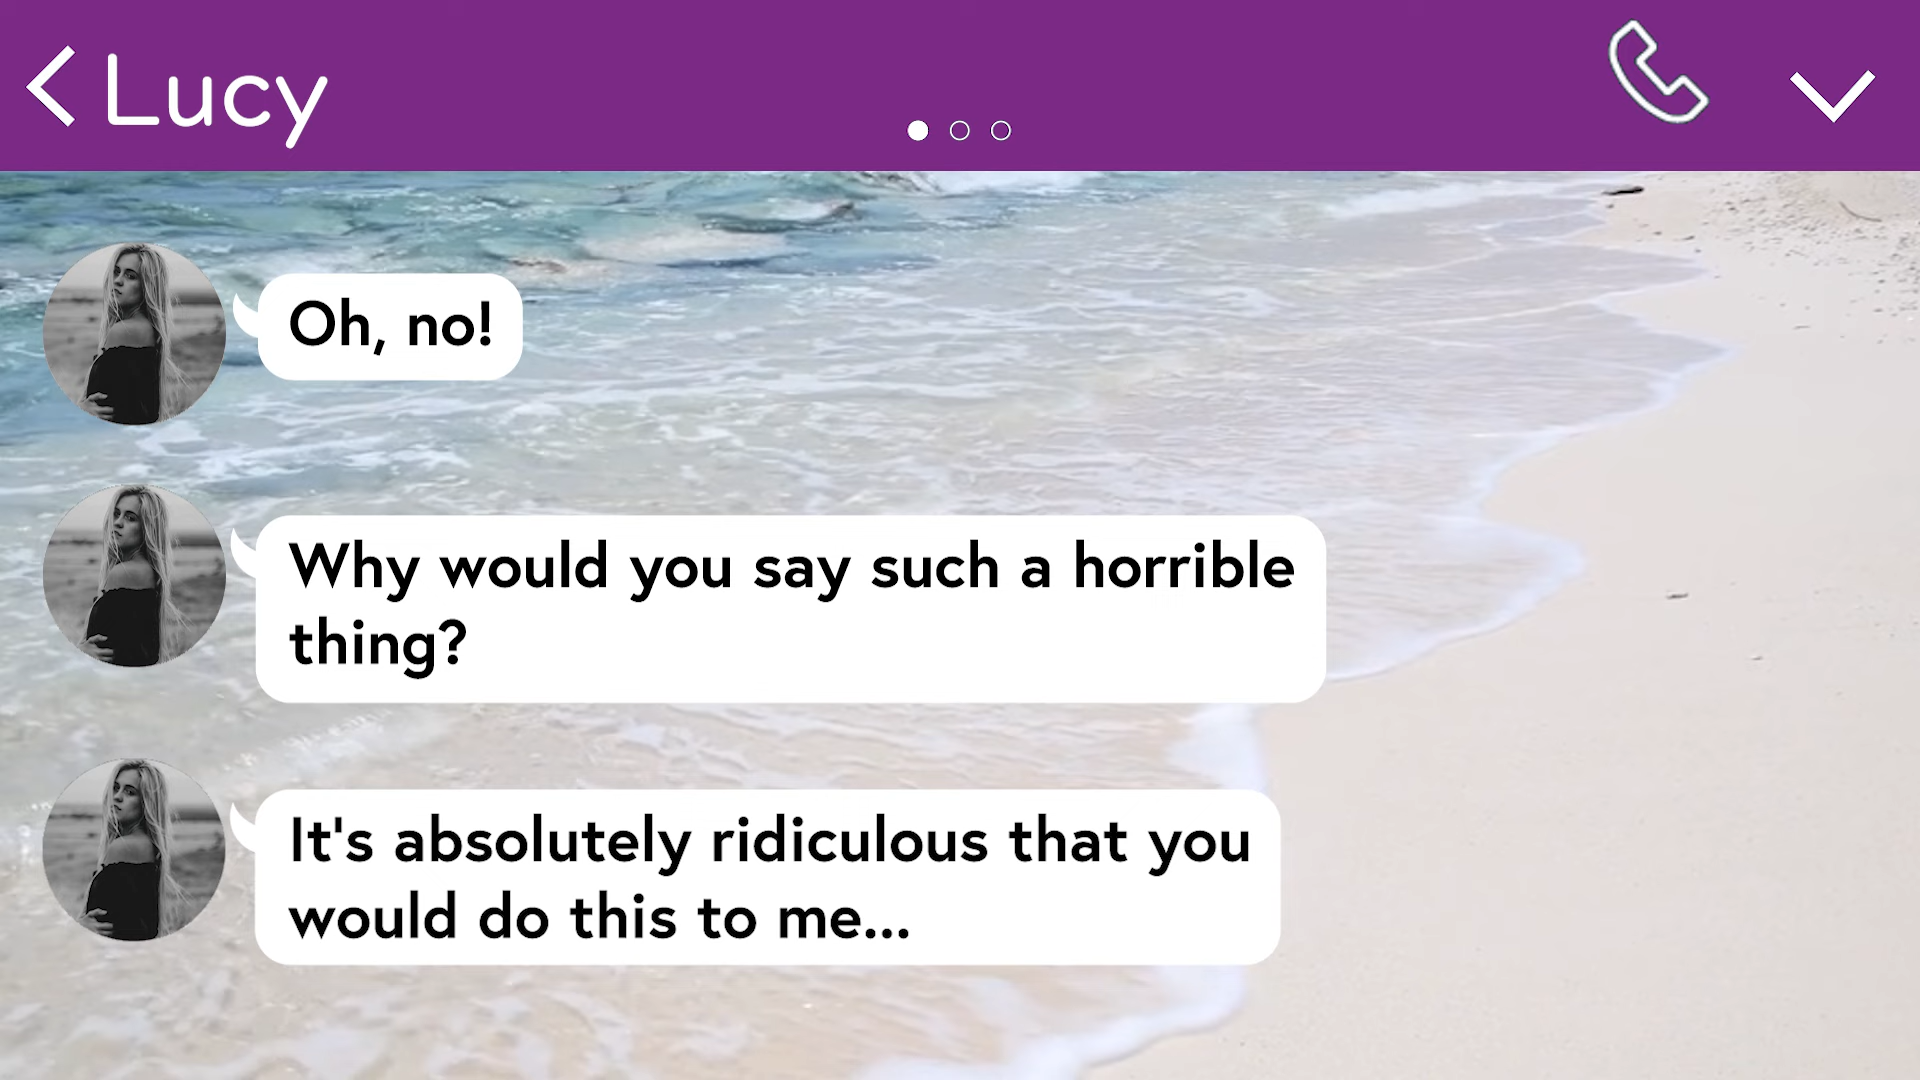 Lucy
Oh, no!
Why would you say such a horrible
thing?
It's absolutely ridiculous that you
would do this to me...